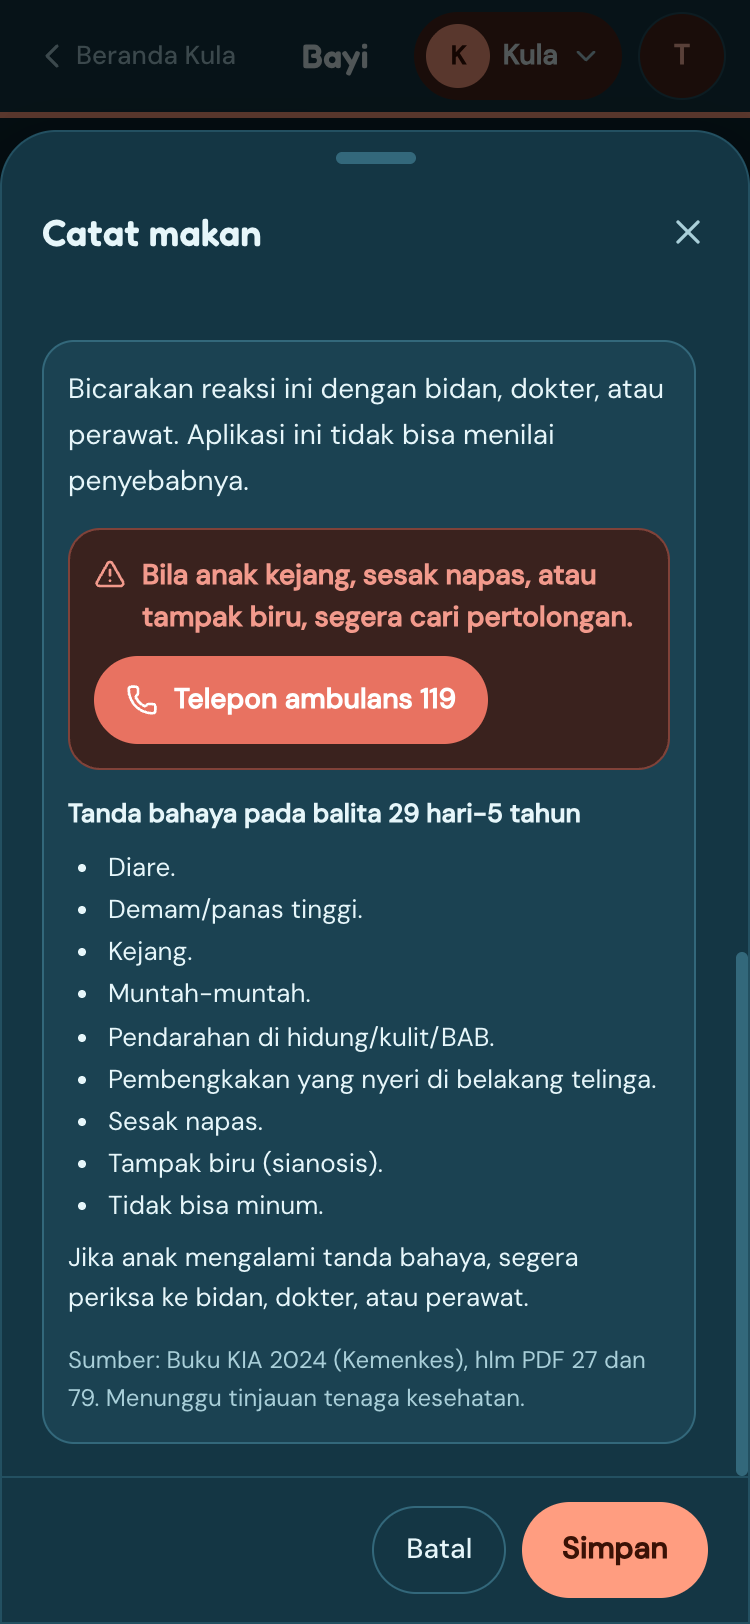 Beranda Kula
Bayi
K
Kula
T
Catat makan
Bicarakan reaksi ini dengan bidan, dokter, atau
perawat. Aplikasi ini tidak bisa menilai
penyebabnya.
Bila anak kejang, sesak napas, atau
tampak biru, segera cari pertolongan.
Telepon ambulans 119
Tanda bahaya pada balita 29 hari–5 tahun
• Diare.
• Demam/panas tinggi.
• Kejang.
• Muntah-muntah.
• Pendarahan di hidung/kulit/BAB.
• Pembengkakan yang nyeri di belakang telinga.
• Sesak napas.
• Tampak biru (sianosis).
• Tidak bisa minum.
Jika anak mengalami tanda bahaya, segera
periksa ke bidan, dokter, atau perawat.
Sumber: Buku KIA 2024 (Kemenkes), hlm PDF 27 dan
79. Menunggu tinjauan tenaga kesehatan.
Batal
Simpan